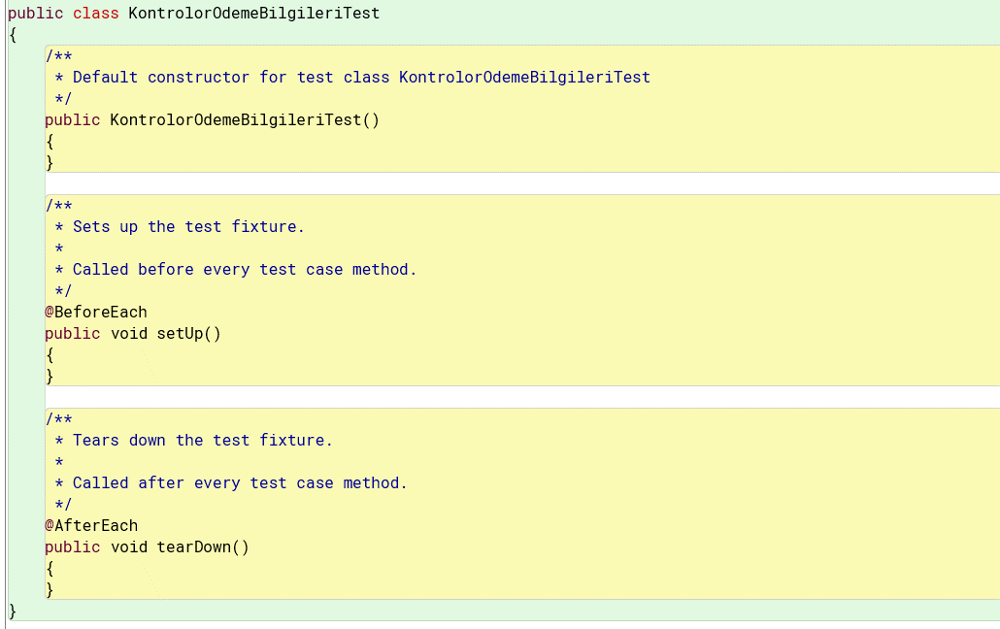 public class KontrolorOdemeBilgileriTest
{
/**
* Default constructor for test class KontrolorOdemeBilgileriTest
*/
public KontrolorOdemeBilgileriTest()
{
}
/**
* Sets up the test fixture.
*
* Called before every test case method.
*/
@BeforeEach
public void setUp()
{
}
/**
* Tears down the test fixture.
*
* Called after every test case method.
*/
@AfterEach
public void tearDown()
{
}
}